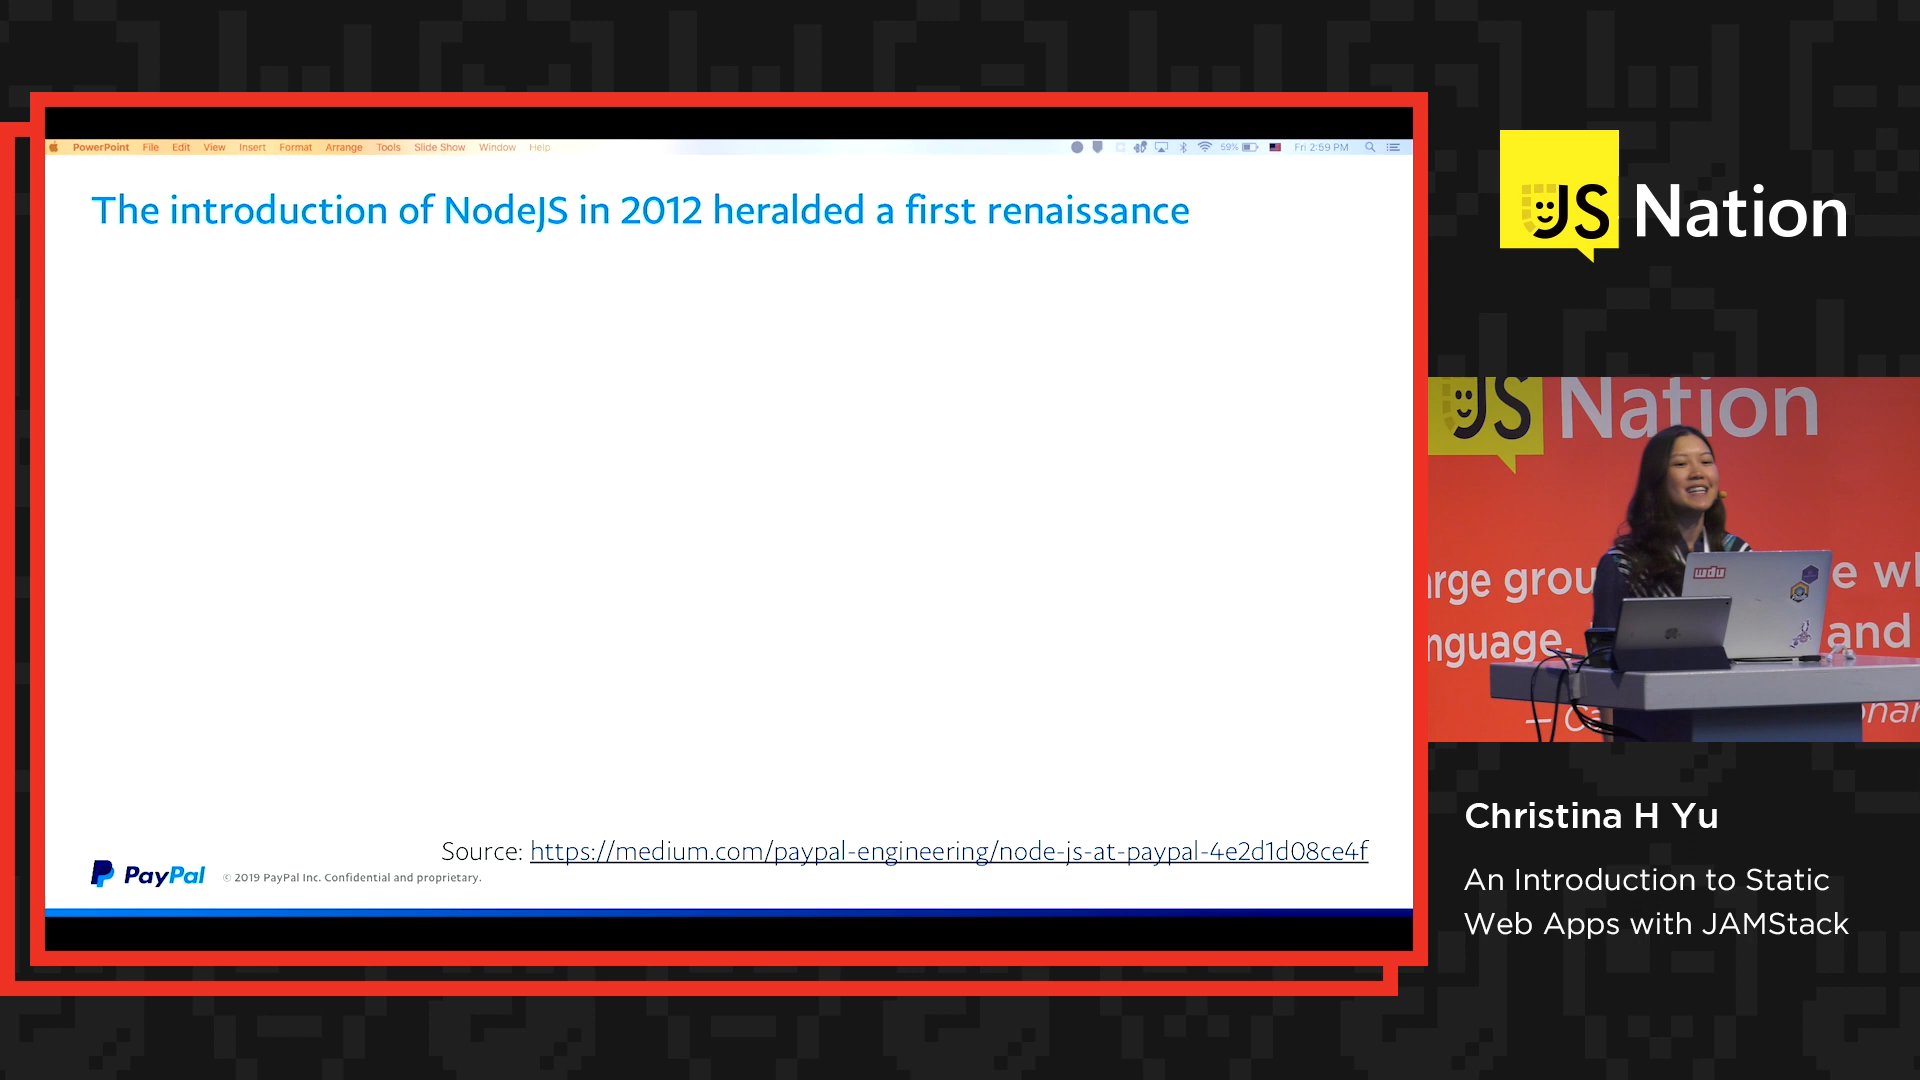 PowerPoint File Edit View Insert Format Arrange Tools Slide Show Window Help
59% Fri 2:59 PM
The introduction of NodeJS in 2012 heralded a first renaissance
Source: https://medium.com/paypal-engineering/node-js-at-paypal-4e2d1d08ce4f
PayPal © 2019 PayPal Inc. Confidential and proprietary.
JS Nation
JS Nation
arge grou e wh
nguage. and
wdu
Christina H Yu
An Introduction to Static
Web Apps with JAMStack